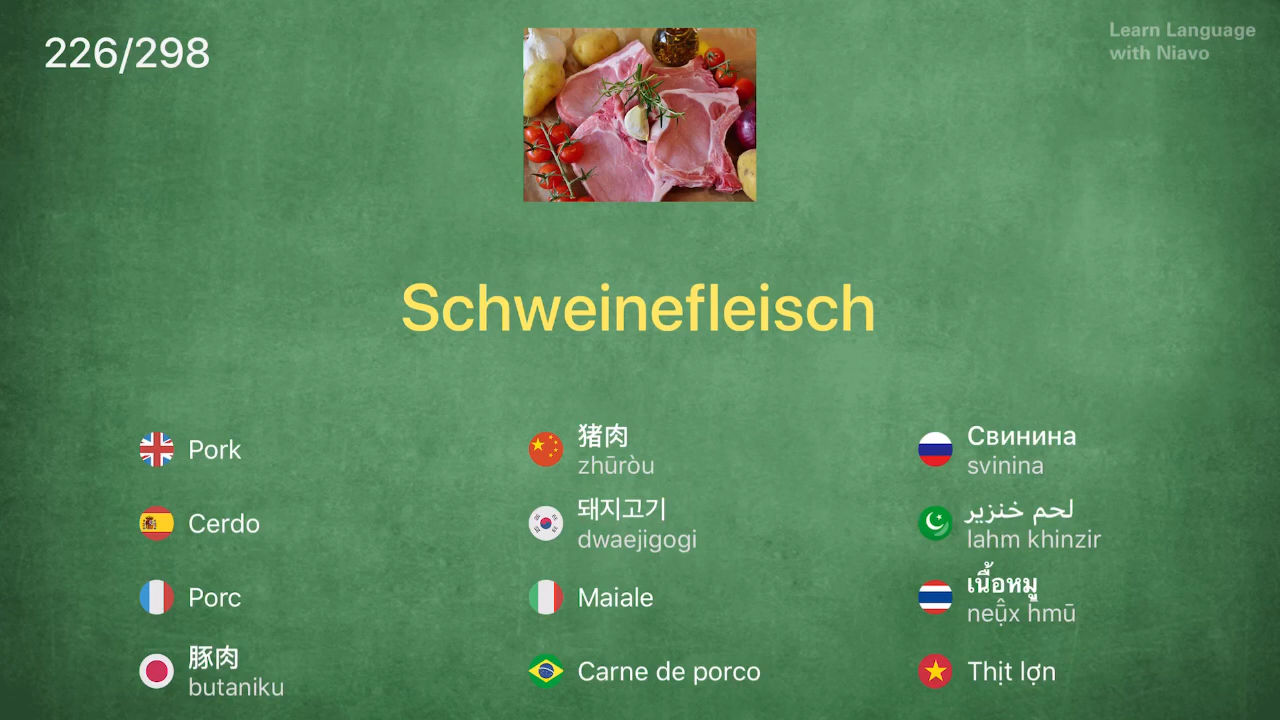 226/298
Learn Language
with Niavo
Schweinefleisch
Pork
猪肉
zhūròu
Свинина
svinina
Cerdo
돼지고기
dwaejigogi
لحم خنزير
lahm khinzir
Porc
Maiale
เนื้อหมู
neụ̄̂x h̄mū
豚肉
butaniku
Carne de porco
Thịt lợn